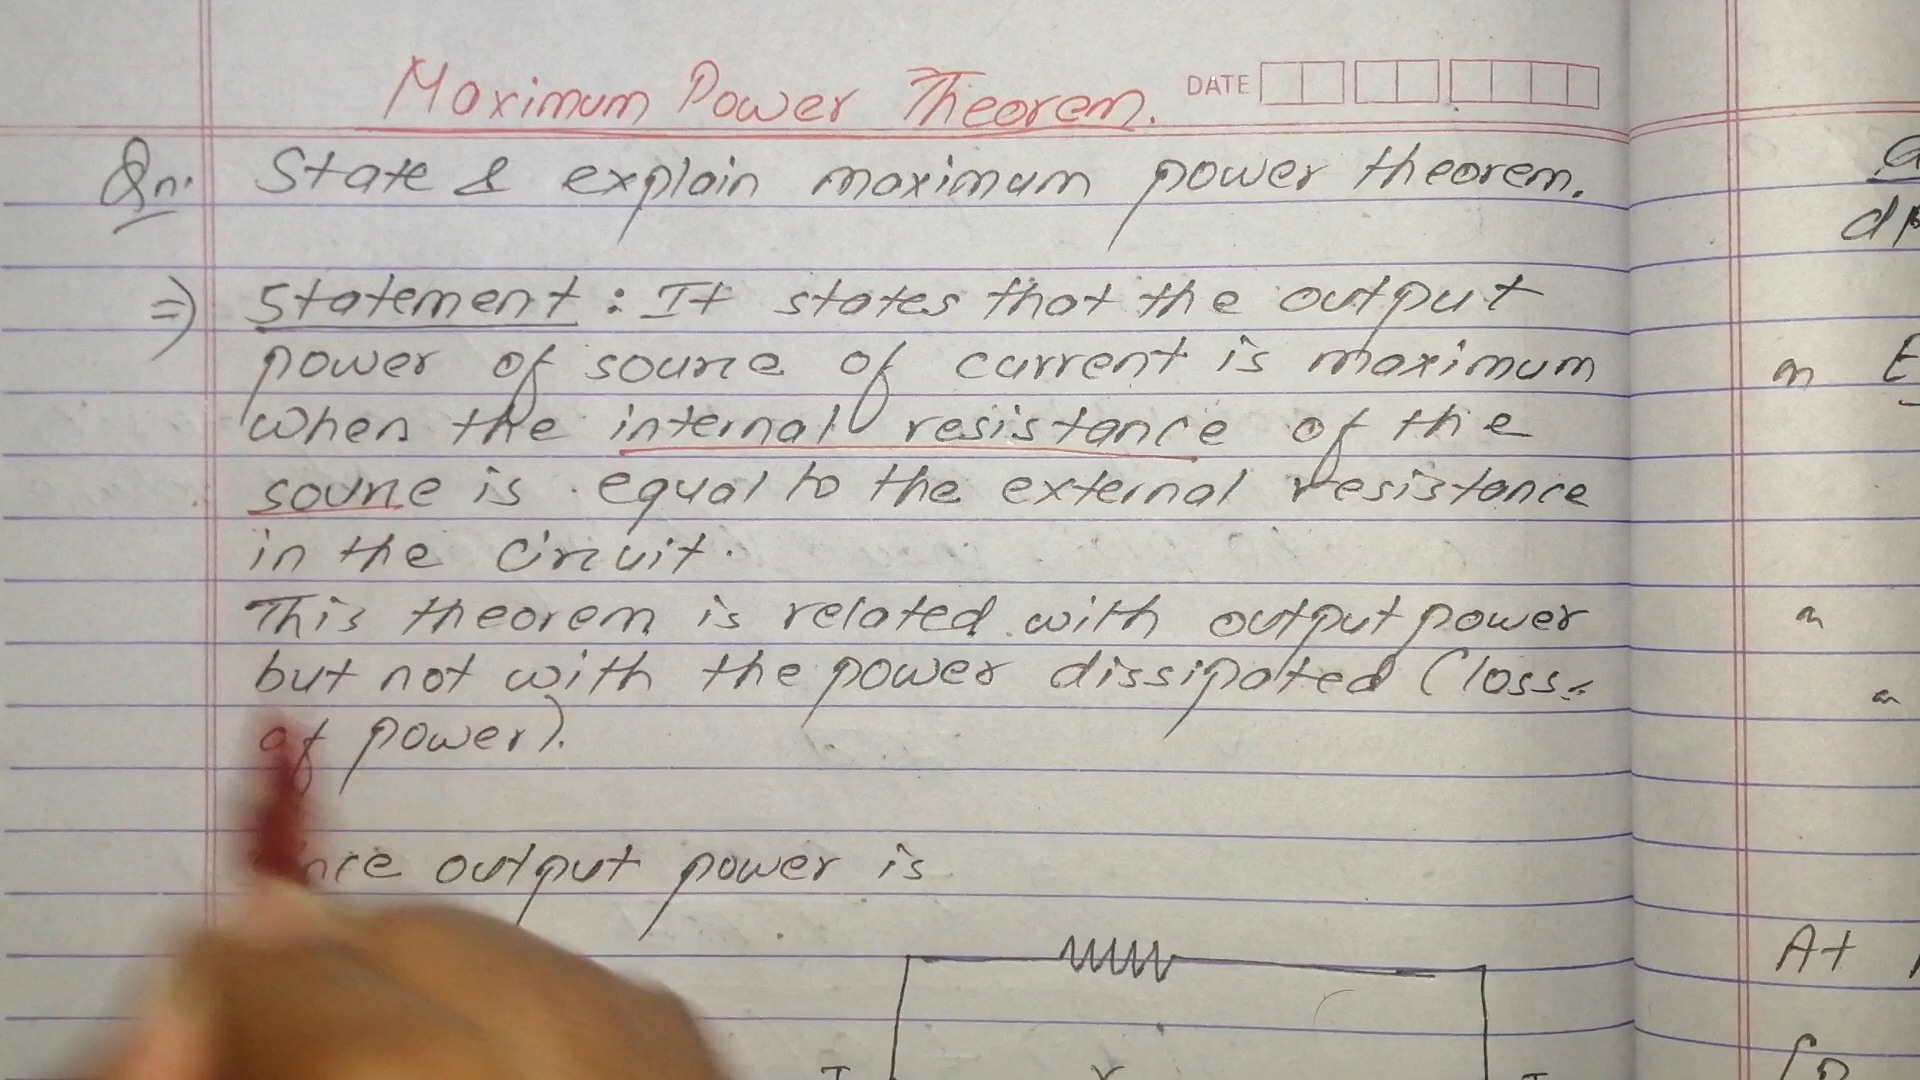 Maximum Power Theorem.
DATE
Qn. State & explain maximum power theorem.
⇒ Statement : It states that the output
power of source of current is maximum
when the internal resistance of the
source is equal to the external resistance
in the circuit.
This theorem is related with output power
but not with the power dissipated (loss
of power).
output power is
I
r
I
At